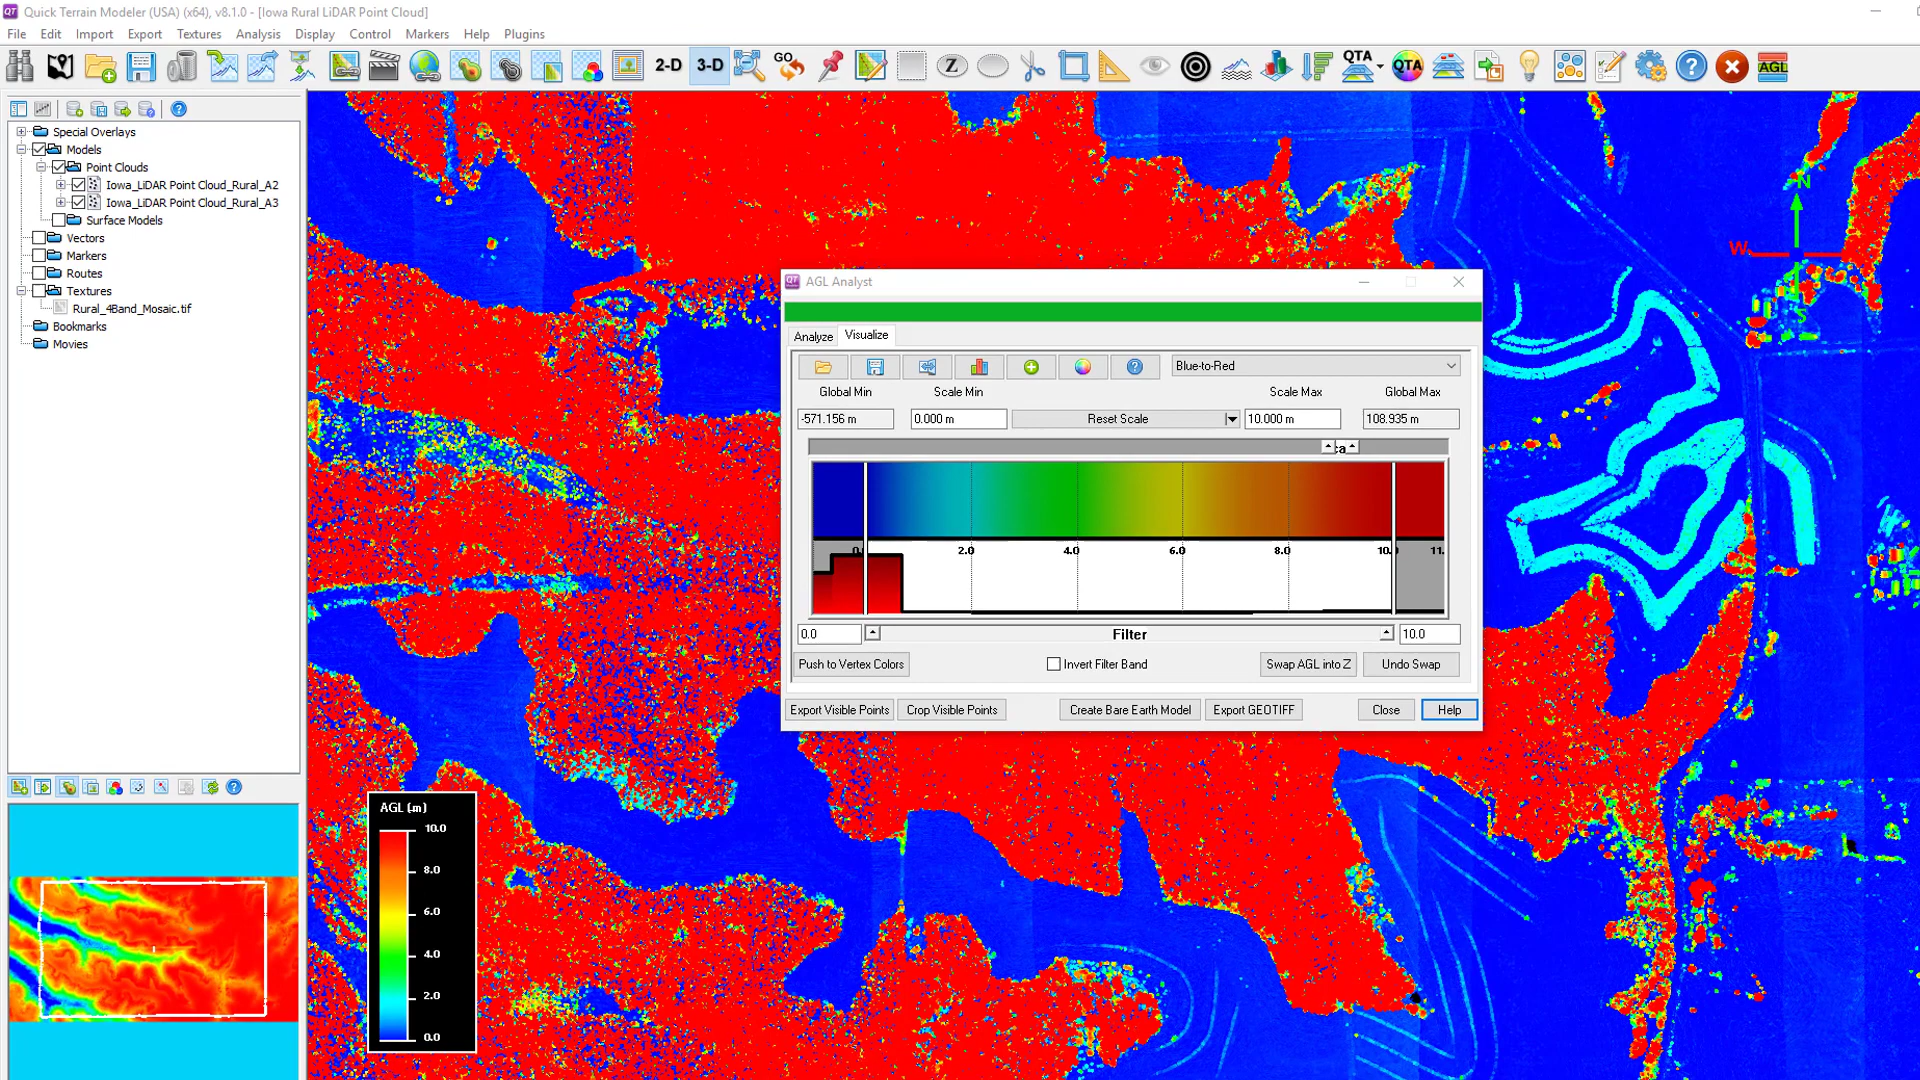 Quick Terrain Modeler (USA) (x64), v8.1.0 - [Iowa Rural LiDAR Point Cloud]
File Edit Import Export Textures Analysis Display Control Markers Help Plugins
2-D 3-D GO Z QTA QTA AGL
Special Overlays
Models
Point Clouds
Iowa_LiDAR Point Cloud_Rural_A2
Iowa_LiDAR Point Cloud_Rural_A3
Surface Models
Vectors
Markers
Routes
Textures
Rural_4Band_Mosaic.tif
Bookmarks
Movies
N
W
S
AGL Analyst
Analyze Visualize
Blue-to-Red
Global Min Scale Min Scale Max Global Max
-571.156 m 0.000 m Reset Scale 10.000 m 108.935 m
2.0 4.0 6.0 8.0 10. 11.
0.0 Filter 10.0
Push to Vertex Colors Invert Filter Band Swap AGL into Z Undo Swap
Export Visible Points Crop Visible Points Create Bare Earth Model Export GEOTIFF Close Help
AGL (m)
10.0
8.0
6.0
4.0
2.0
0.0